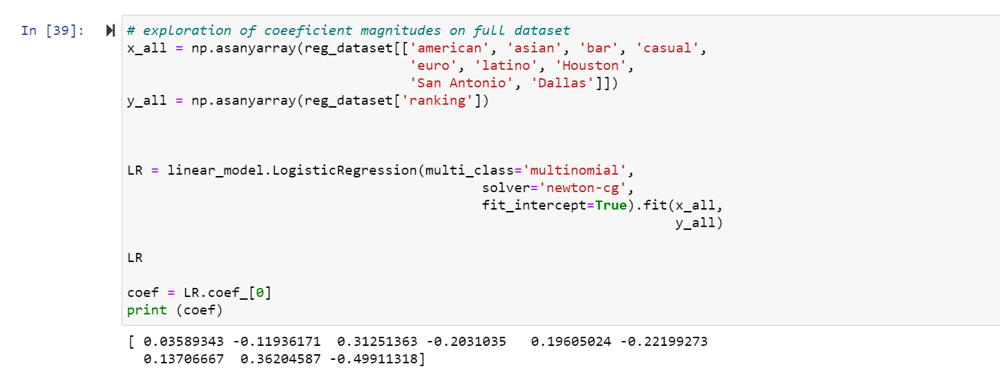 In [39]:
# exploration of coeeficient magnitudes on full dataset
x_all = np.asanyarray(reg_dataset[['american', 'asian', 'bar', 'casual',
'euro', 'latino', 'Houston',
'San Antonio', 'Dallas']])
y_all = np.asanyarray(reg_dataset['ranking'])
LR = linear_model.LogisticRegression(multi_class='multinomial',
solver='newton-cg',
fit_intercept=True).fit(x_all,
y_all)
LR
coef = LR.coef_[0]
print (coef)
[ 0.03589343 -0.11936171  0.31251363 -0.2031035   0.19605024 -0.22199273
0.13706667  0.36204587 -0.49911318]